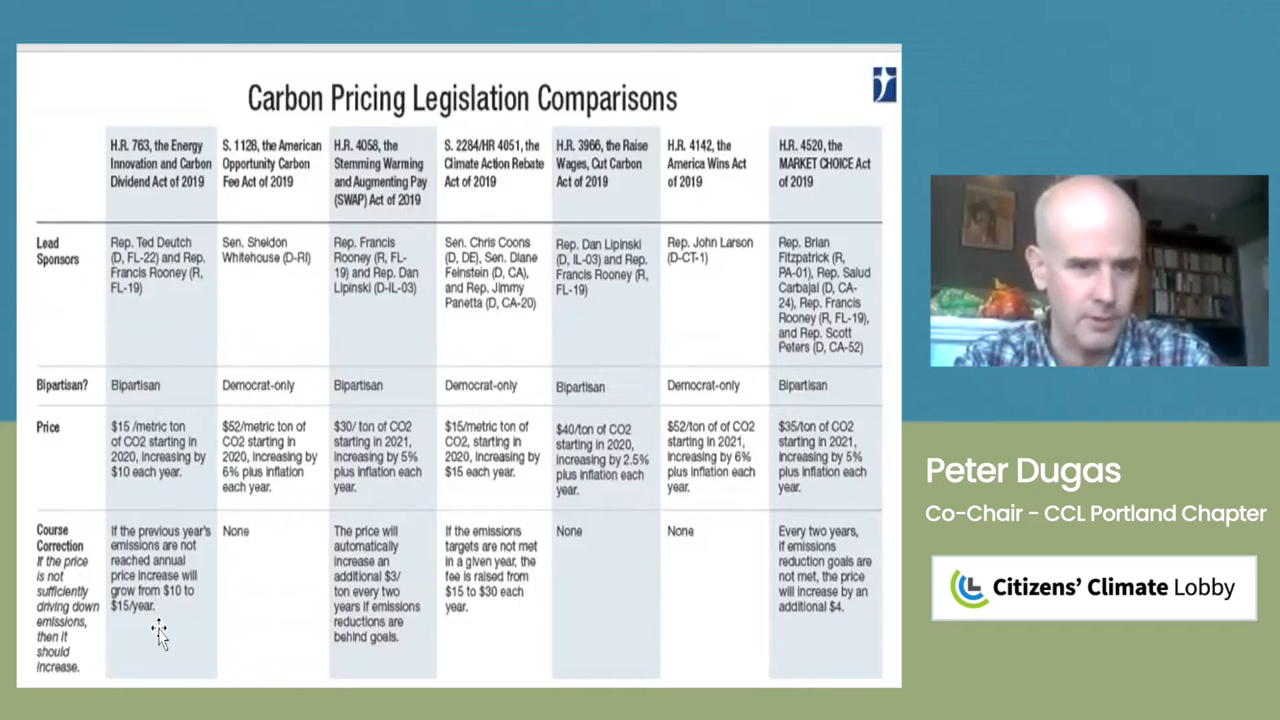 Carbon Pricing Legislation Comparisons
H.R. 763, the Energy
Innovation and Carbon
Dividend Act of 2019
S. 1128, the American
Opportunity Carbon
Fee Act of 2019
H.R. 4058, the
Stemming Warming
and Augmenting Pay
(SWAP) Act of 2019
S. 2284/HR 4051, the
Climate Action Rebate
Act of 2019
H.R. 3966, the Raise
Wages, Cut Carbon
Act of 2019
H.R. 4142, the
America Wins Act
of 2019
H.R. 4520, the
MARKET CHOICE Act
of 2019
Lead
Sponsors
Rep. Ted Deutch
(D, FL-22) and Rep.
Francis Rooney (R,
FL-19)
Sen. Sheldon
Whitehouse (D-RI)
Rep. Francis
Rooney (R, FL-
19) and Rep. Dan
Lipinski (D-IL-03)
Sen. Chris Coons
(D, DE), Sen. Diane
Feinstein (D, CA),
and Rep. Jimmy
Panetta (D, CA-20)
Rep. Dan Lipinski
(D, IL-03) and Rep.
Francis Rooney (R,
FL-19)
Rep. John Larson
(D-CT-1)
Rep. Brian
Fitzpatrick (R,
PA-01), Rep. Salud
Carbajal (D, CA-
24), Rep. Francis
Rooney (R, FL-19),
and Rep. Scott
Peters (D, CA-52)
Bipartisan?
Bipartisan
Democrat-only
Bipartisan
Democrat-only
Bipartisan
Democrat-only
Bipartisan
Price
$15 /metric ton
of CO2 starting in
2020, increasing by
$10 each year.
$52/metric ton of
CO2 starting in
2020, increasing by
6% plus inflation
each year.
$30/ ton of CO2
starting in 2021,
increasing by 5%
plus inflation each
year.
$15/metric ton of
CO2, starting in
2020, increasing by
$15 each year.
$40/ton of CO2
starting in 2020,
increasing by 2.5%
plus inflation each
year.
$52/ton of of CO2
starting in 2021,
increasing by 6%
plus inflation each
year.
$35/ton of CO2
starting in 2021,
increasing by 5%
plus inflation each
year.
Course
Correction
If the price
is not
sufficiently
driving down
emissions,
then it
should
increase.
If the previous year's
emissions are not
reached annual
price increase will
grow from $10 to
$15/year.
None
The price will
automatically
increase an
additional $3/
ton every two
years if emissions
reductions are
behind goals.
If the emissions
targets are not met
in a given year, the
fee is raised from
$15 to $30 each
year.
None
None
Every two years,
if emissions
reduction goals are
not met, the price
will increase by an
additional $4.
Peter Dugas
Co-Chair - CCL Portland Chapter
Citizens' Climate Lobby